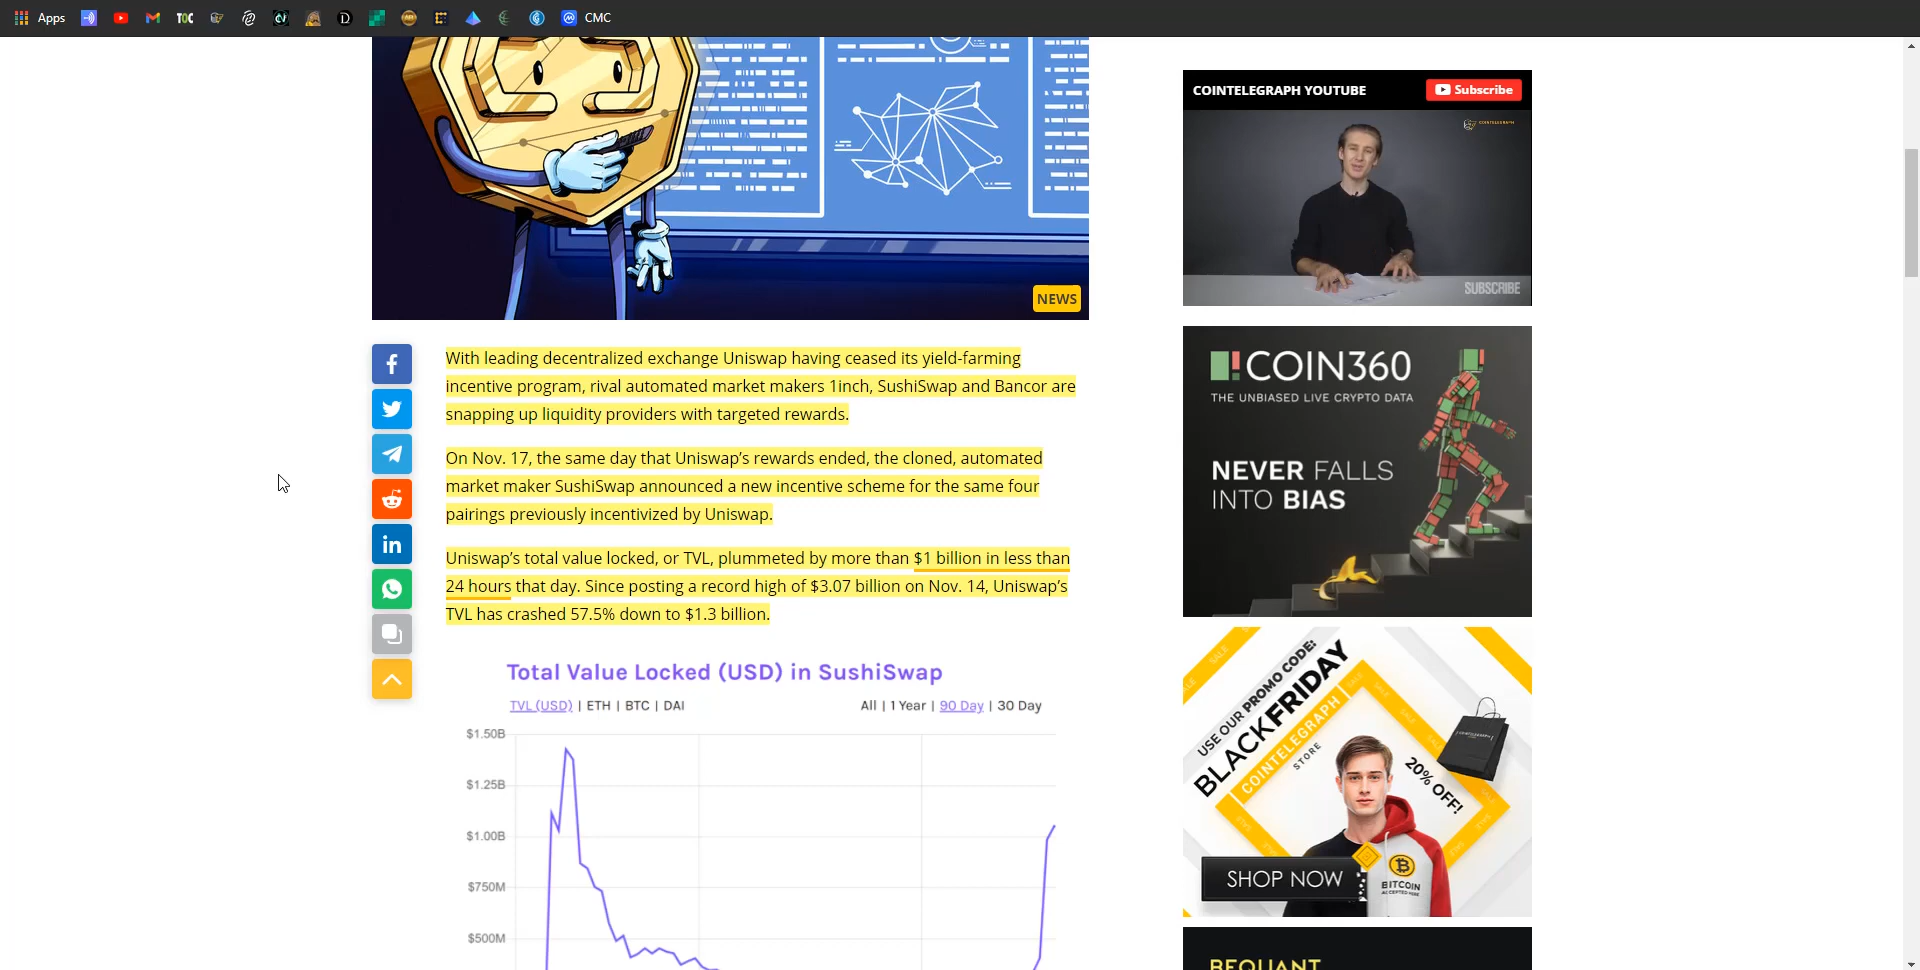 Apps
TOC
CMC
COINTELEGRAPH YOUTUBE
Subscribe
COINTELEGRAPH
SUBSCRIBE
NEWS
With leading decentralized exchange Uniswap having ceased its yield-farming
incentive program, rival automated market makers 1inch, SushiSwap and Bancor are
snapping up liquidity providers with targeted rewards.
On Nov. 17, the same day that Uniswap's rewards ended, the cloned, automated
market maker SushiSwap announced a new incentive scheme for the same four
pairings previously incentivized by Uniswap.
Uniswap's total value locked, or TVL, plummeted by more than $1 billion in less than
24 hours that day. Since posting a record high of $3.07 billion on Nov. 14, Uniswap's
TVL has crashed 57.5% down to $1.3 billion.
Total Value Locked (USD) in SushiSwap
TVL (USD) | ETH | BTC | DAI
All | 1 Year | 90 Day | 30 Day
$1.50B
$1.25B
$1.00B
$750M
$500M
COIN360
THE UNBIASED LIVE CRYPTO DATA
NEVER FALLS
INTO BIAS
SALE
USE OUR PROMO CODE:
BLACKFRIDAY
COINTELEGRAPH
STORE
20% OFF!
SHOP NOW
BITCOIN
ACCEPTED HERE
BEQUANT